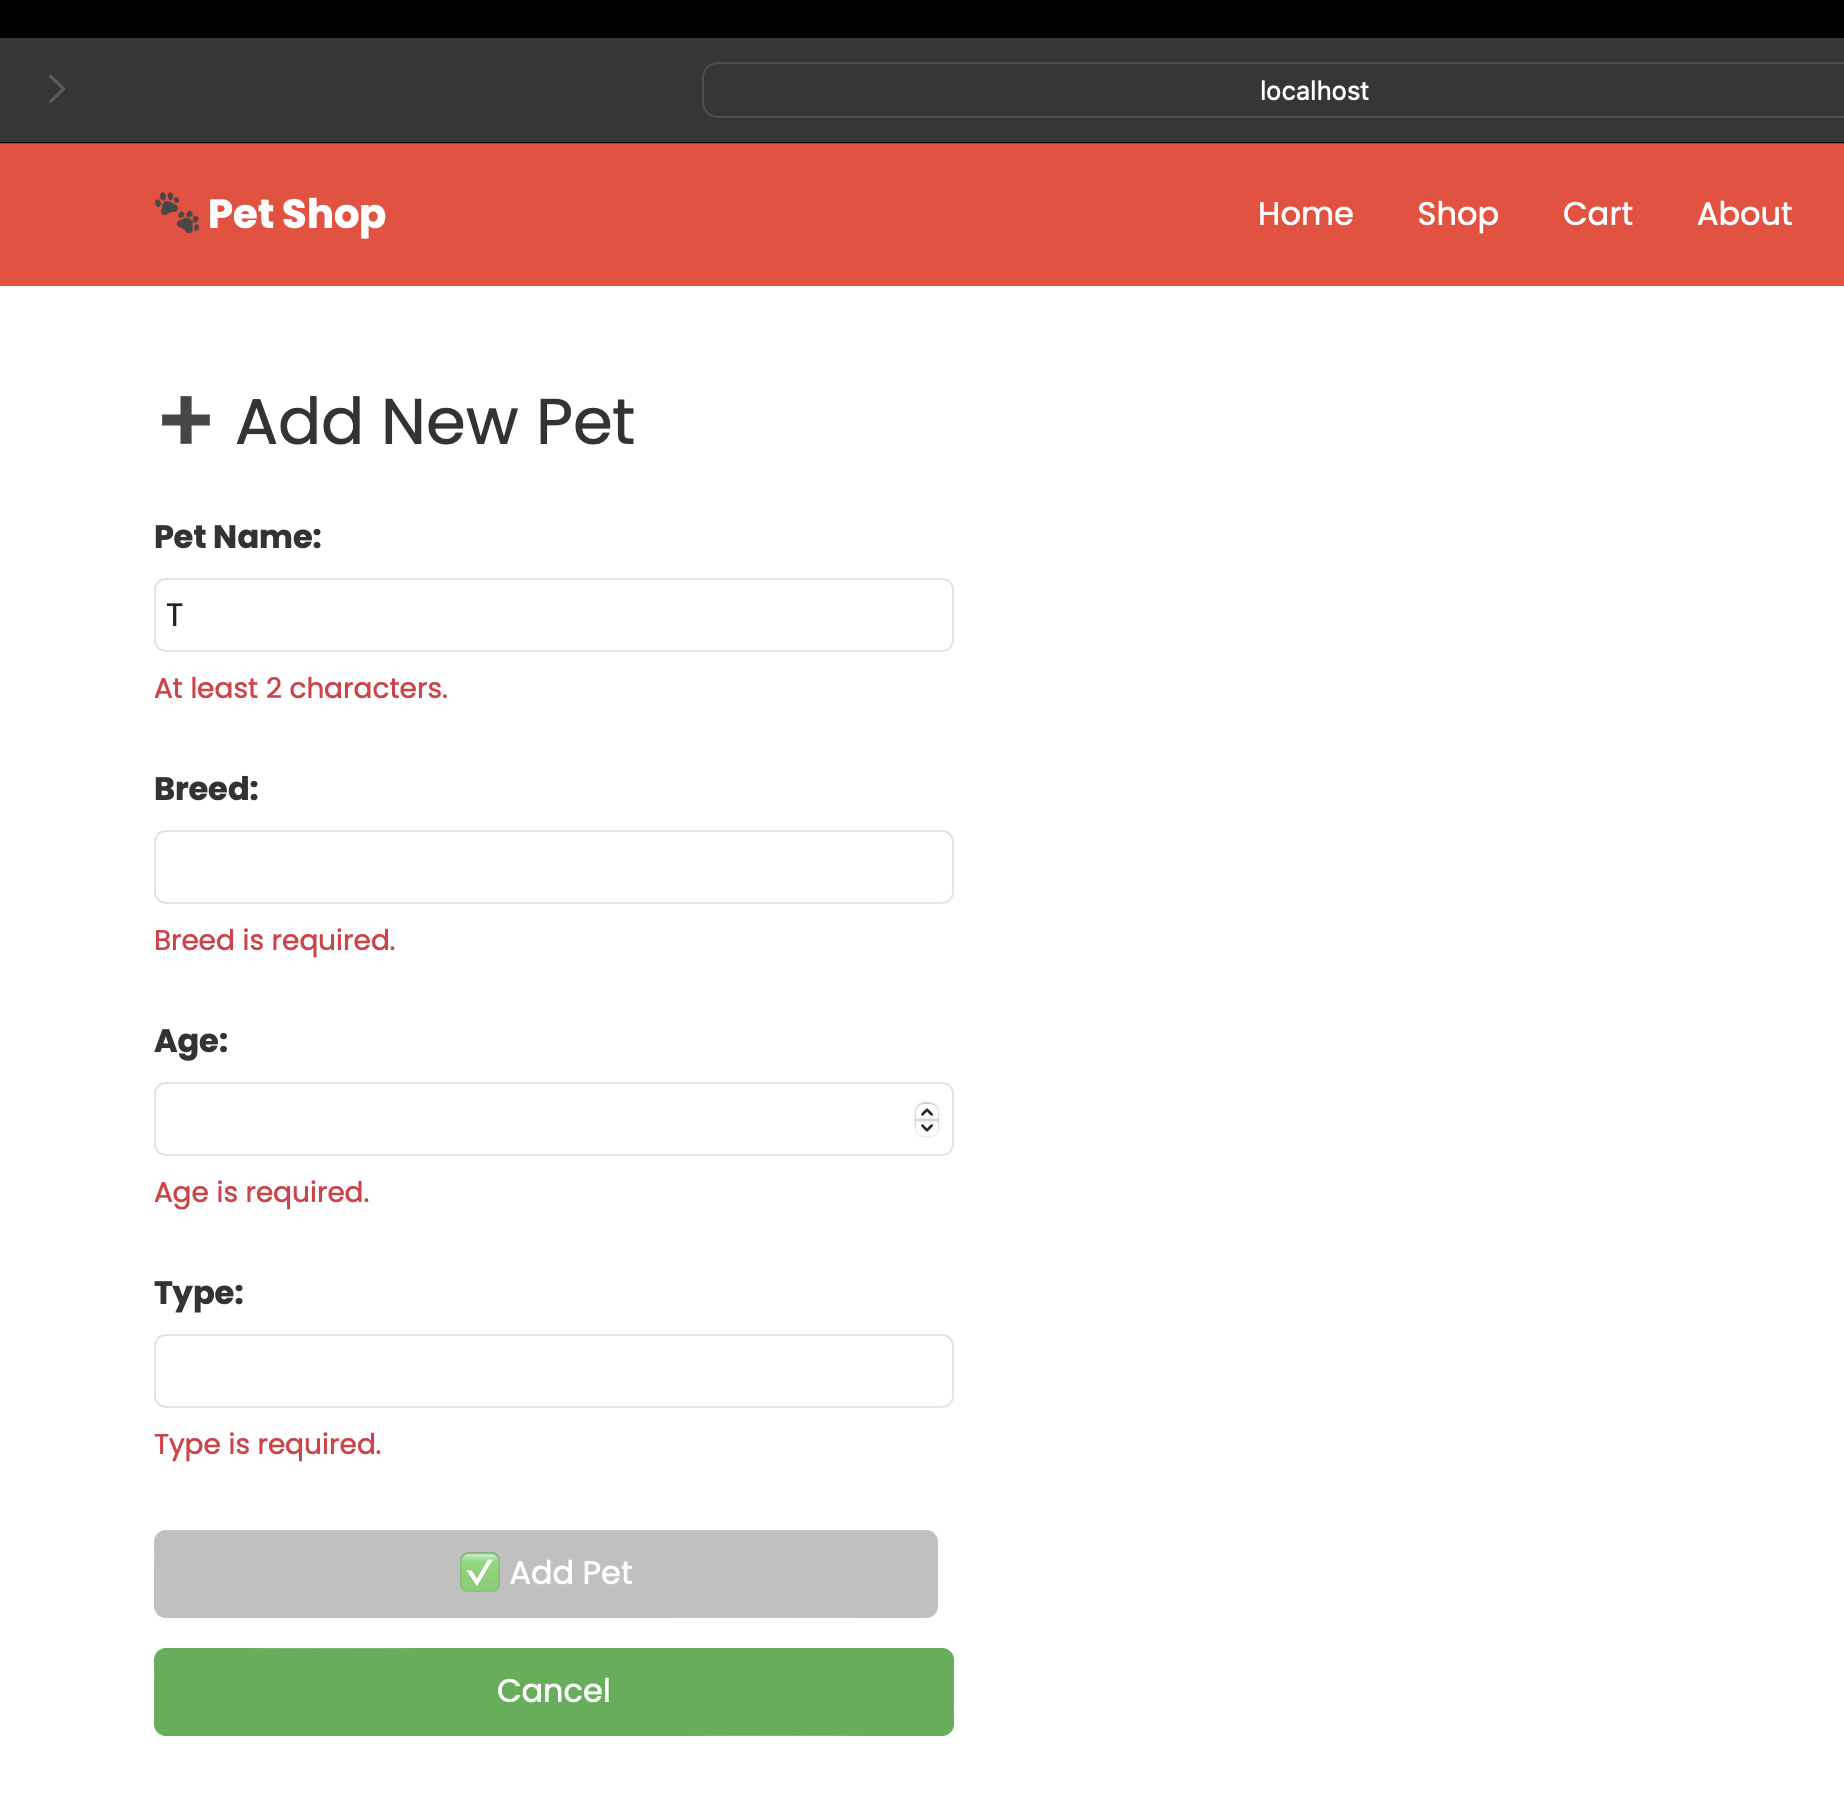 localhost
🐾 Pet Shop
Home Shop Cart About
➕ Add New Pet
Pet Name:
T
At least 2 characters.
Breed:
Breed is required.
Age:
Age is required.
Type:
Type is required.
✅ Add Pet
Cancel